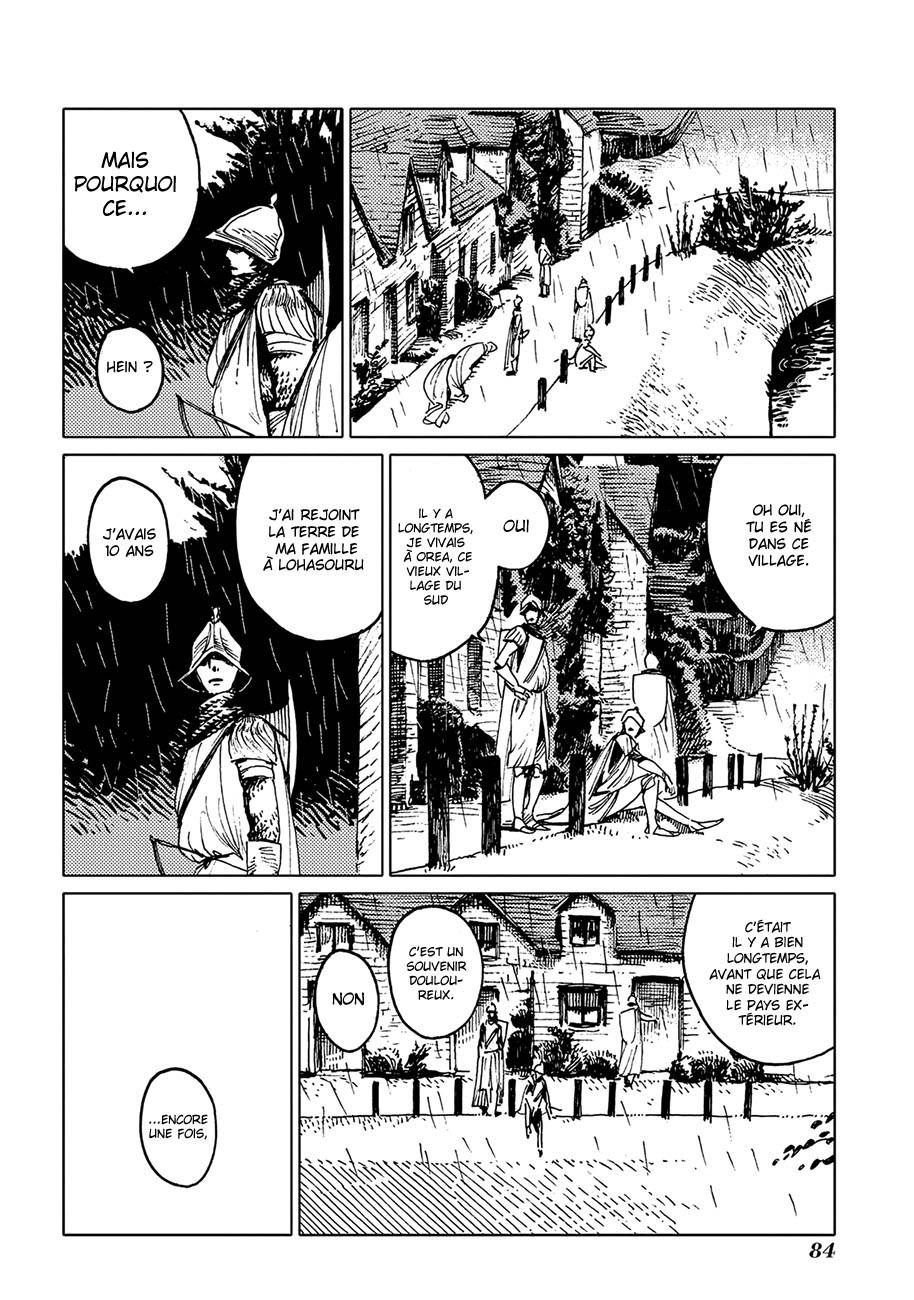 MAIS
POURQUOI
CE...
HEIN ?
OH OUI,
TU ES NÉ
DANS CE
VILLAGE.
OUI
IL Y A
LONGTEMPS,
JE VIVAIS
À OREA, CE
VIEUX VIL-
LAGE DU
SUD
J'AI REJOINT
LA TERRE DE
MA FAMILLE
À LOHASOURU
J'AVAIS
10 ANS
C'ÉTAIT
IL Y A BIEN
LONGTEMPS,
AVANT QUE CELA
NE DEVIENNE
LE PAYS EX-
TÉRIEUR.
C'EST UN
SOUVENIR
DOULOU-
REUX.
NON
...ENCORE
UNE FOIS,
84